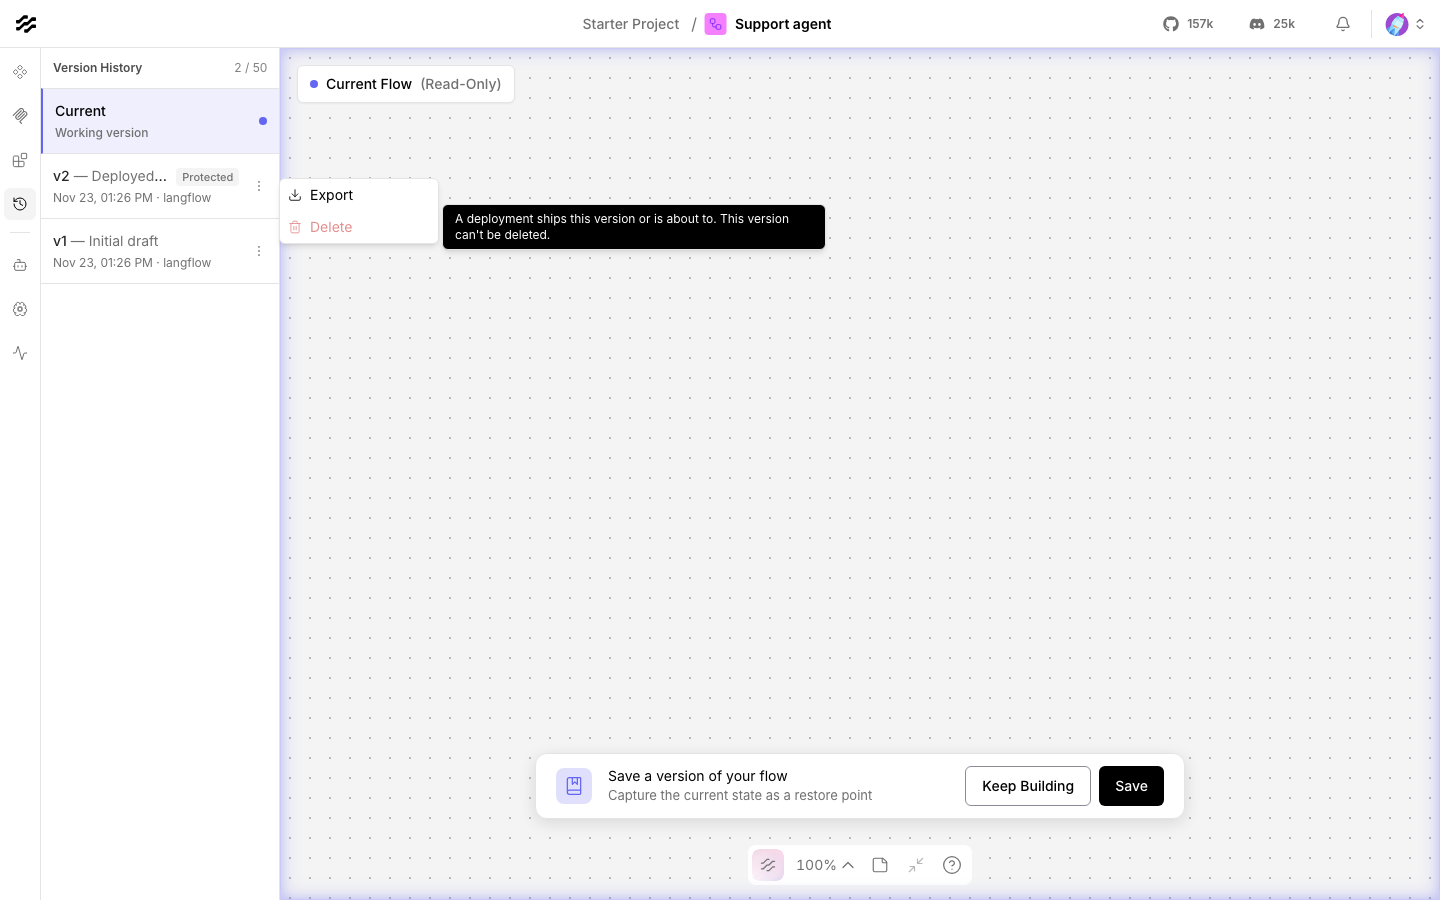 Starter Project / Support agent
157k
25k
Version History 2 / 50
Current
Working version
v2 — Deployed... Protected
Nov 23, 01:26 PM · langflow
v1 — Initial draft
Nov 23, 01:26 PM · langflow
Current Flow (Read-Only)
Export
Delete
A deployment ships this version or is about to. This version
can't be deleted.
Save a version of your flow
Capture the current state as a restore point
Keep Building
Save
100%